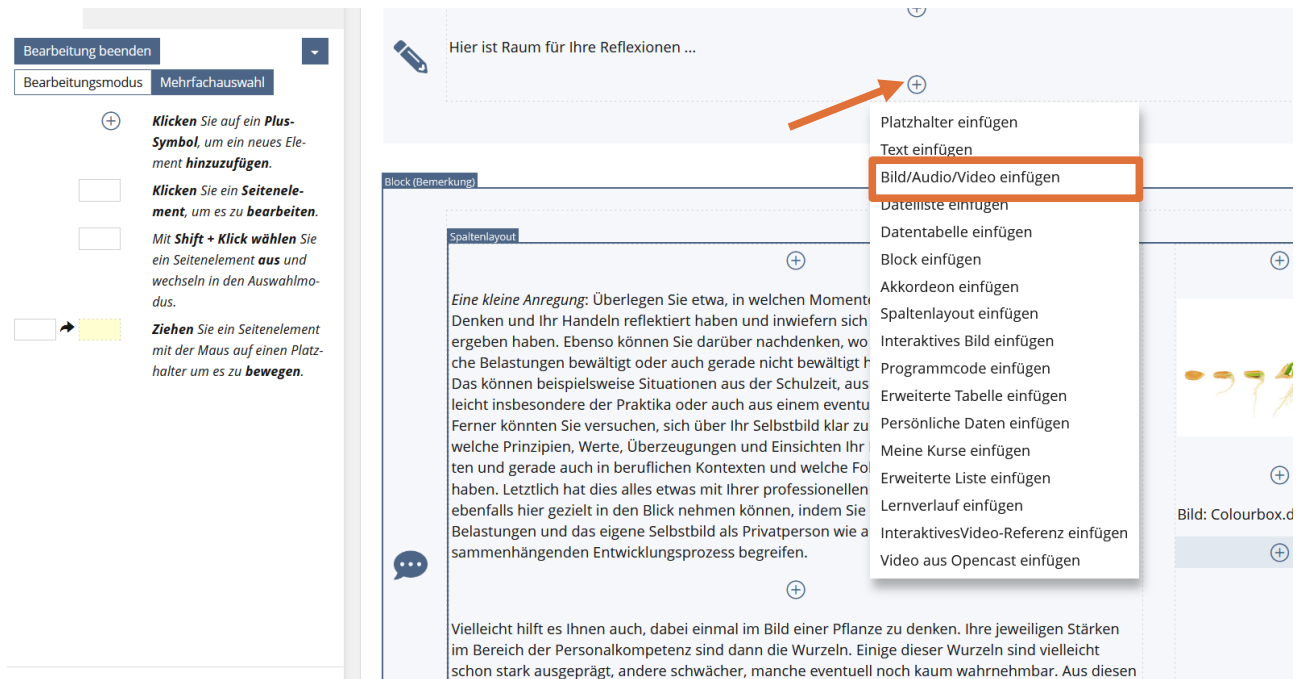 Bearbeitung beenden
Bearbeitungsmodus Mehrfachauswahl
Klicken Sie auf ein Plus-
Symbol, um ein neues Ele-
ment hinzuzufügen.
Klicken Sie ein Seitenele-
ment, um es zu bearbeiten.
Mit Shift + Klick wählen Sie
ein Seitenelement aus und
wechseln in den Auswahlmo-
dus.
Ziehen Sie ein Seitenelement
mit der Maus auf einen Platz-
halter um es zu bewegen.
Hier ist Raum für Ihre Reflexionen ...
Platzhalter einfügen
Text einfügen
Bild/Audio/Video einfügen
Dateiliste einfügen
Datentabelle einfügen
Block einfügen
Akkordeon einfügen
Spaltenlayout einfügen
Interaktives Bild einfügen
Programmcode einfügen
Erweiterte Tabelle einfügen
Persönliche Daten einfügen
Meine Kurse einfügen
Erweiterte Liste einfügen
Lernverlauf einfügen
InteraktivesVideo-Referenz einfügen
Video aus Opencast einfügen
Block (Bemerkung)
Spaltenlayout
Eine kleine Anregung: Überlegen Sie etwa, in welchen
Denken und Ihr Handeln reflektiert haben und inwiefern sich
ergeben haben. Ebenso können Sie darüber nachdenken,
che Belastungen bewältigt oder auch gerade nicht bewältigt
Das können beispielsweise Situationen aus der Schulzeit, aus
leicht insbesondere der Praktika oder auch aus einem
Ferner könnten Sie versuchen, sich über Ihr Selbstbild klar zu
welche Prinzipien, Werte, Überzeugungen und Einsichten Ihr
ten und gerade auch in beruflichen Kontexten und welche
haben. Letztlich hat dies alles etwas mit Ihrer professionellen
ebenfalls hier gezielt in den Blick nehmen können, indem Sie
Belastungen und das eigene Selbstbild als Privatperson wie
sammenhängenden Entwicklungsprozess begreifen.
Vielleicht hilft es Ihnen auch, dabei einmal im Bild einer Pflanze zu denken. Ihre jeweiligen Stärken
im Bereich der Personalkompetenz sind dann die Wurzeln. Einige dieser Wurzeln sind vielleicht
schon stark ausgeprägt, andere schwächer, manche eventuell noch kaum wahrnehmbar. Aus diesen
Bild: Colourbox.d